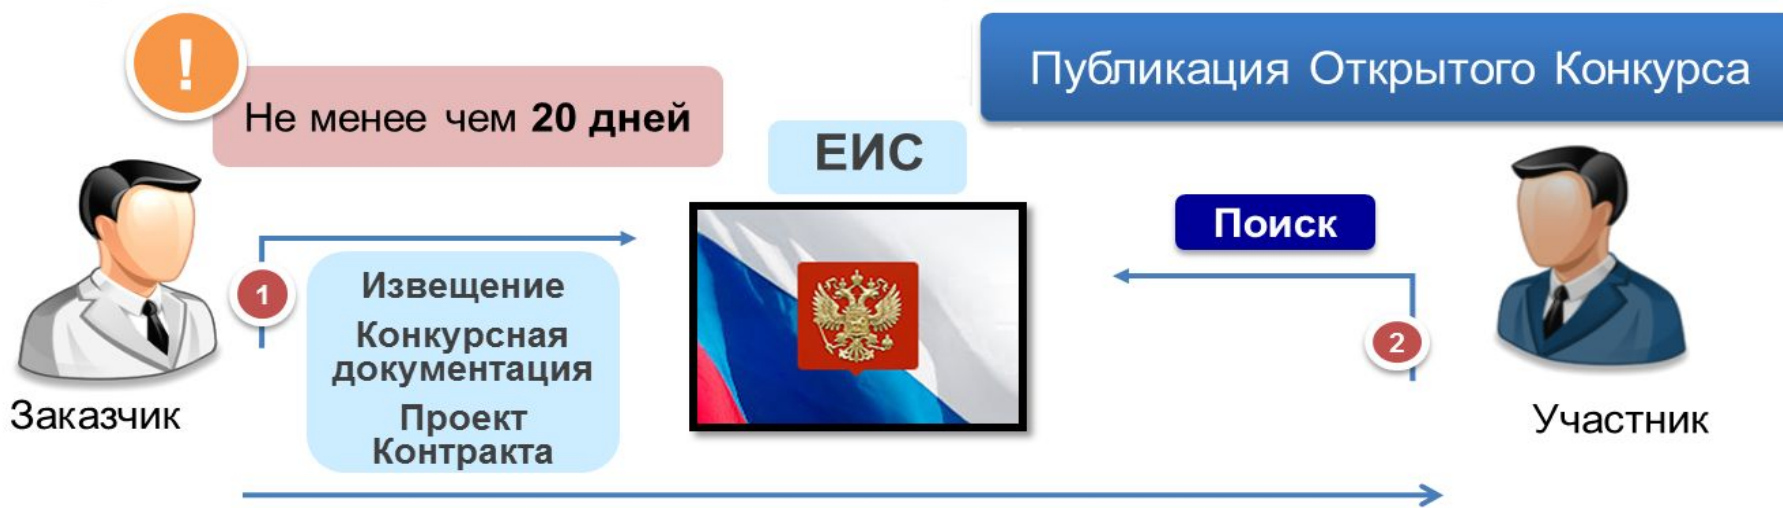 !
Не менее чем 20 дней
Публикация Открытого Конкурса
ЕИС
Поиск
1
Извещение
Конкурсная
документация
Проект
Контракта
2
Заказчик
Участник